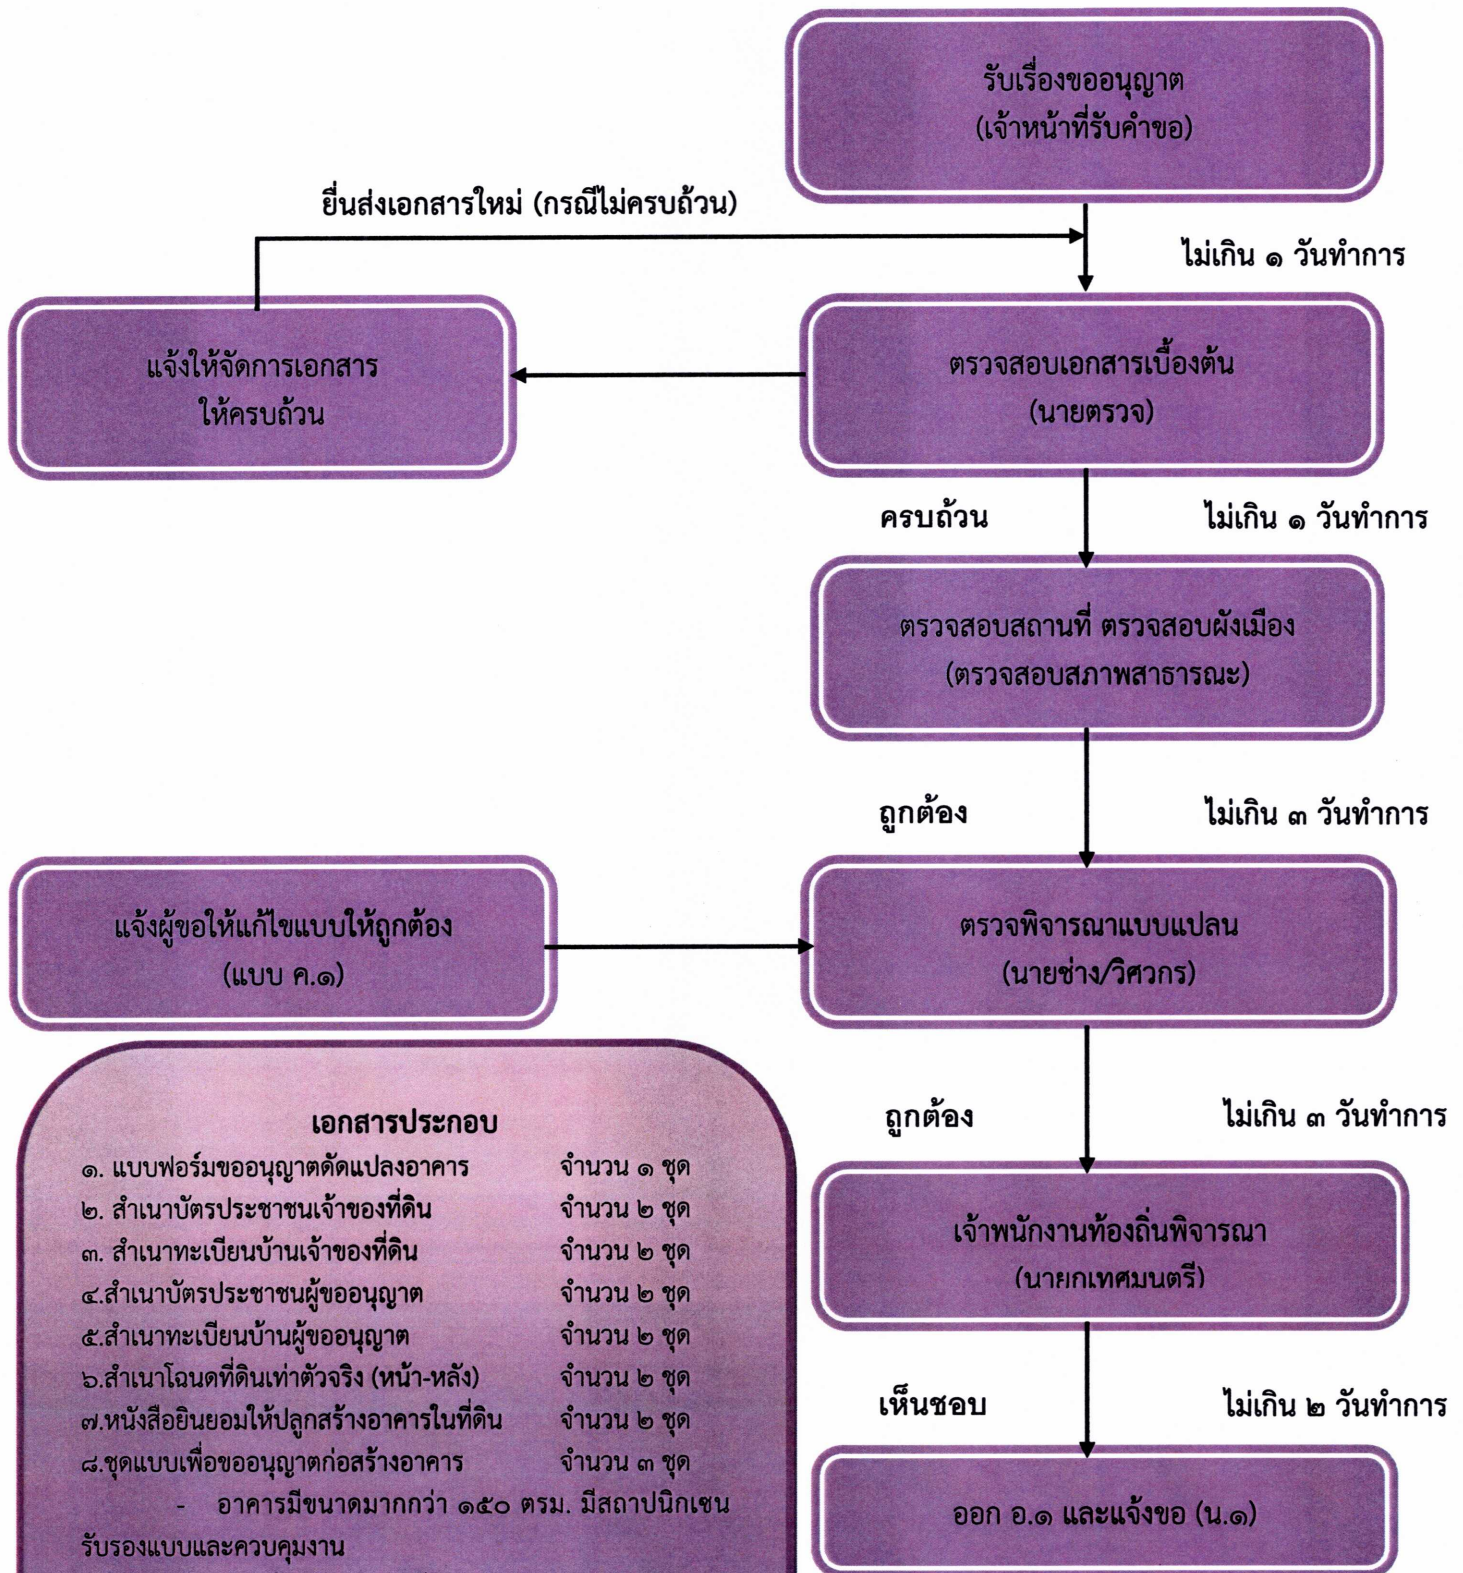 รับเรื่องขออนุญาต
(เจ้าหน้าที่รับคำขอ)
ยื่นส่งเอกสารใหม่ (กรณีไม่ครบถ้วน)
ไม่เกิน ๑ วันทำการ
แจ้งให้จัดการเอกสาร
ให้ครบถ้วน
ตรวจสอบเอกสารเบื้องต้น
(นายตรวจ)
ครบถ้วน ไม่เกิน ๑ วันทำการ
ตรวจสอบสถานที่ ตรวจสอบผังเมือง
(ตรวจสอบสภาพสาธารณะ)
ถูกต้อง ไม่เกิน ๓ วันทำการ
แจ้งผู้ขอให้แก้ไขแบบให้ถูกต้อง
(แบบ ค.๑)
ตรวจพิจารณาแบบแปลน
(นายช่าง/วิศวกร)
ถูกต้อง ไม่เกิน ๓ วันทำการ
เจ้าพนักงานท้องถิ่นพิจารณา
(นายกเทศมนตรี)
เห็นชอบ ไม่เกิน ๒ วันทำการ
ออก อ.๑ และแจ้งขอ (น.๑)
เอกสารประกอบ
๑. แบบฟอร์มขออนุญาตดัดแปลงอาคาร จำนวน ๑ ชุด
๒. สำเนาบัตรประชาชนเจ้าของที่ดิน จำนวน ๒ ชุด
๓. สำเนาทะเบียนบ้านเจ้าของที่ดิน จำนวน ๒ ชุด
๔.สำเนาบัตรประชาชนผู้ขออนุญาต จำนวน ๒ ชุด
๕.สำเนาทะเบียนบ้านผู้ขออนุญาต จำนวน ๒ ชุด
๖.สำเนาโฉนดที่ดินเท่าตัวจริง (หน้า-หลัง) จำนวน ๒ ชุด
๗.หนังสือยินยอมให้ปลูกสร้างอาคารในที่ดิน จำนวน ๒ ชุด
๘.ชุดแบบเพื่อขออนุญาตก่อสร้างอาคาร จำนวน ๓ ชุด
- อาคารมีขนาดมากกว่า ๑๕๐ ตรม. มีสถาปนิกเซน
รับรองแบบและควบคุมงาน